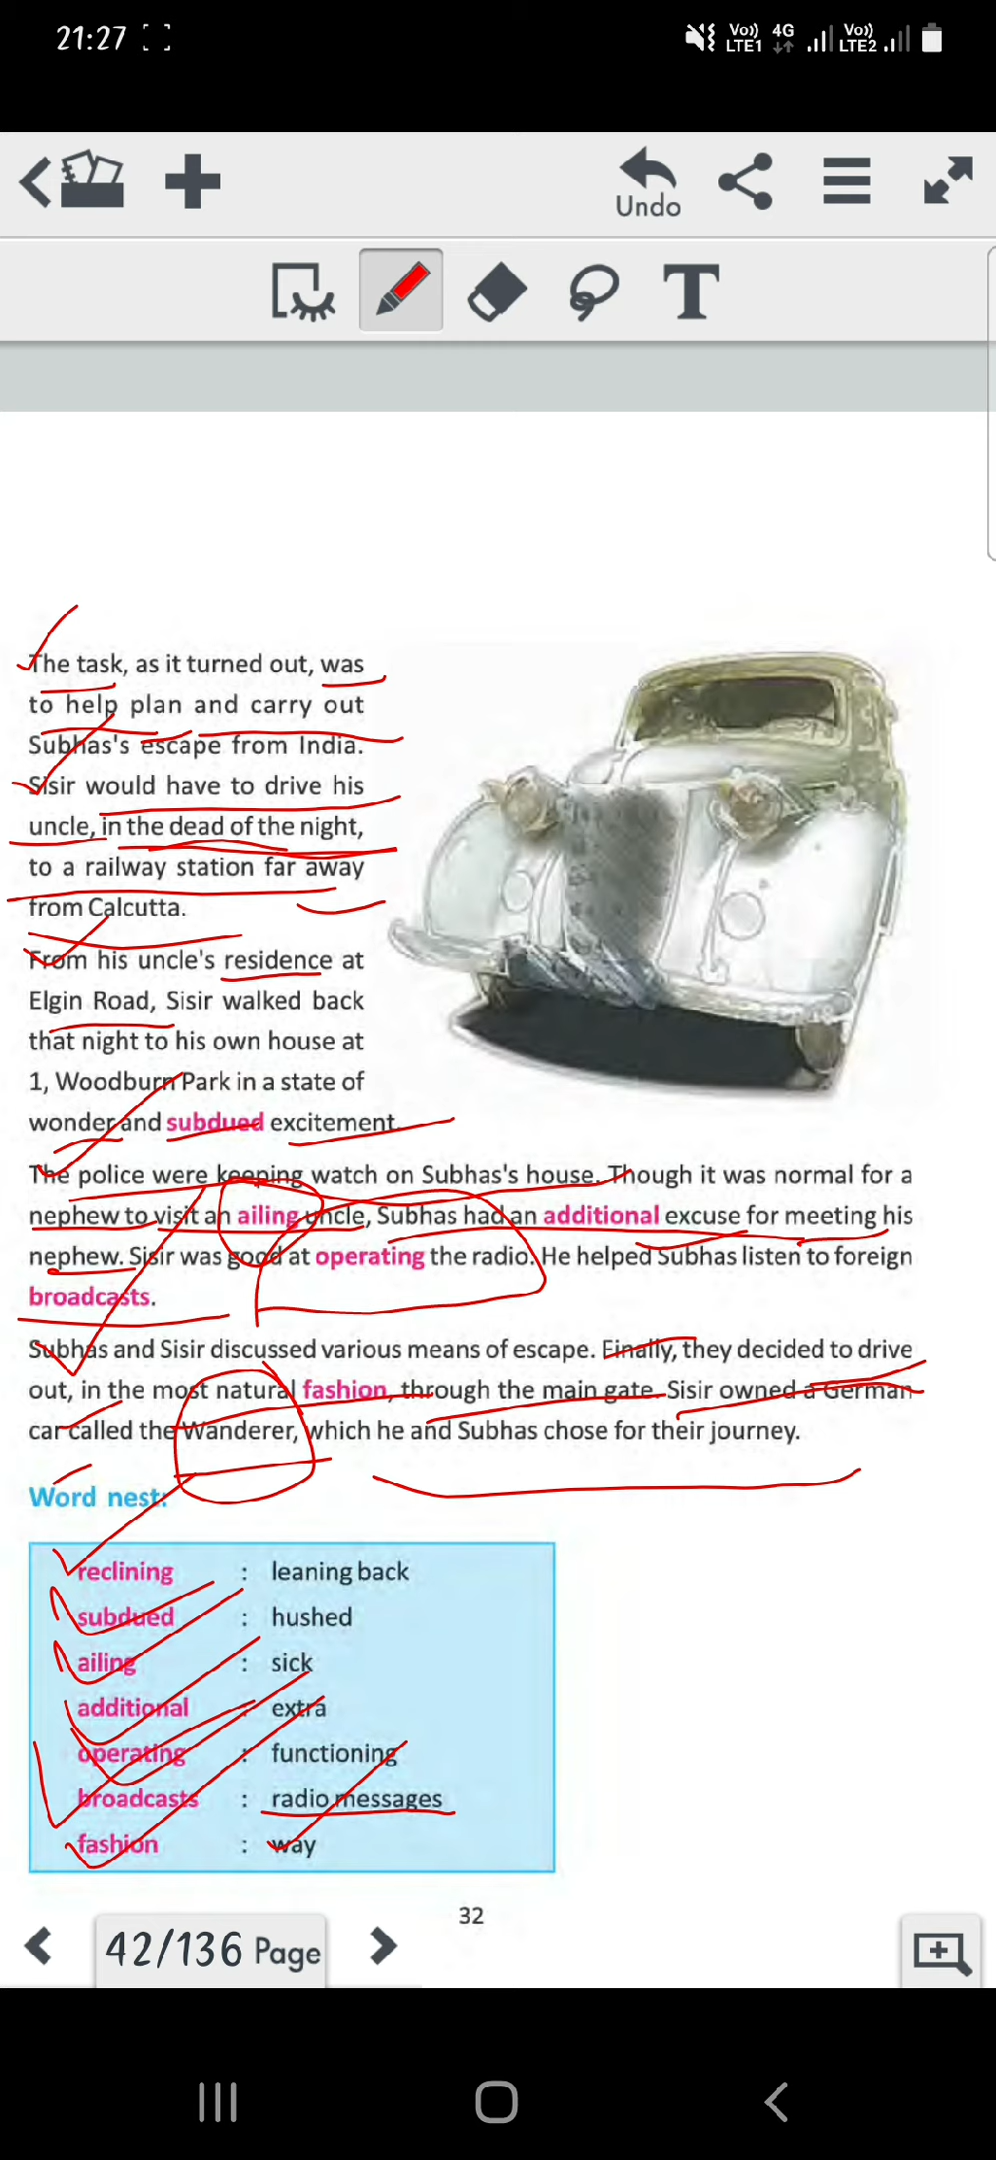 21:27
Vo)) LTE1 4G Vo)) LTE2
Undo
T
The task, as it turned out, was
to help plan and carry out
Subhas's escape from India.
Sisir would have to drive his
uncle, in the dead of the night,
to a railway station far away
from Calcutta.
From his uncle's residence at
Elgin Road, Sisir walked back
that night to his own house at
1, Woodburn Park in a state of
wonder and subdued excitement.
The police were keeping watch on Subhas's house. Though it was normal for a
nephew to visit an ailing uncle, Subhas had an additional excuse for meeting his
nephew. Sisir was good at operating the radio. He helped Subhas listen to foreign
broadcasts.
Subhas and Sisir discussed various means of escape. Finally, they decided to drive
out, in the most natural fashion, through the main gate. Sisir owned a German
car called the Wanderer, which he and Subhas chose for their journey.
Word nest:
reclining : leaning back
subdued : hushed
ailing : sick
additional : extra
operating : functioning
broadcasts : radio messages
fashion : way
32
42/136 Page